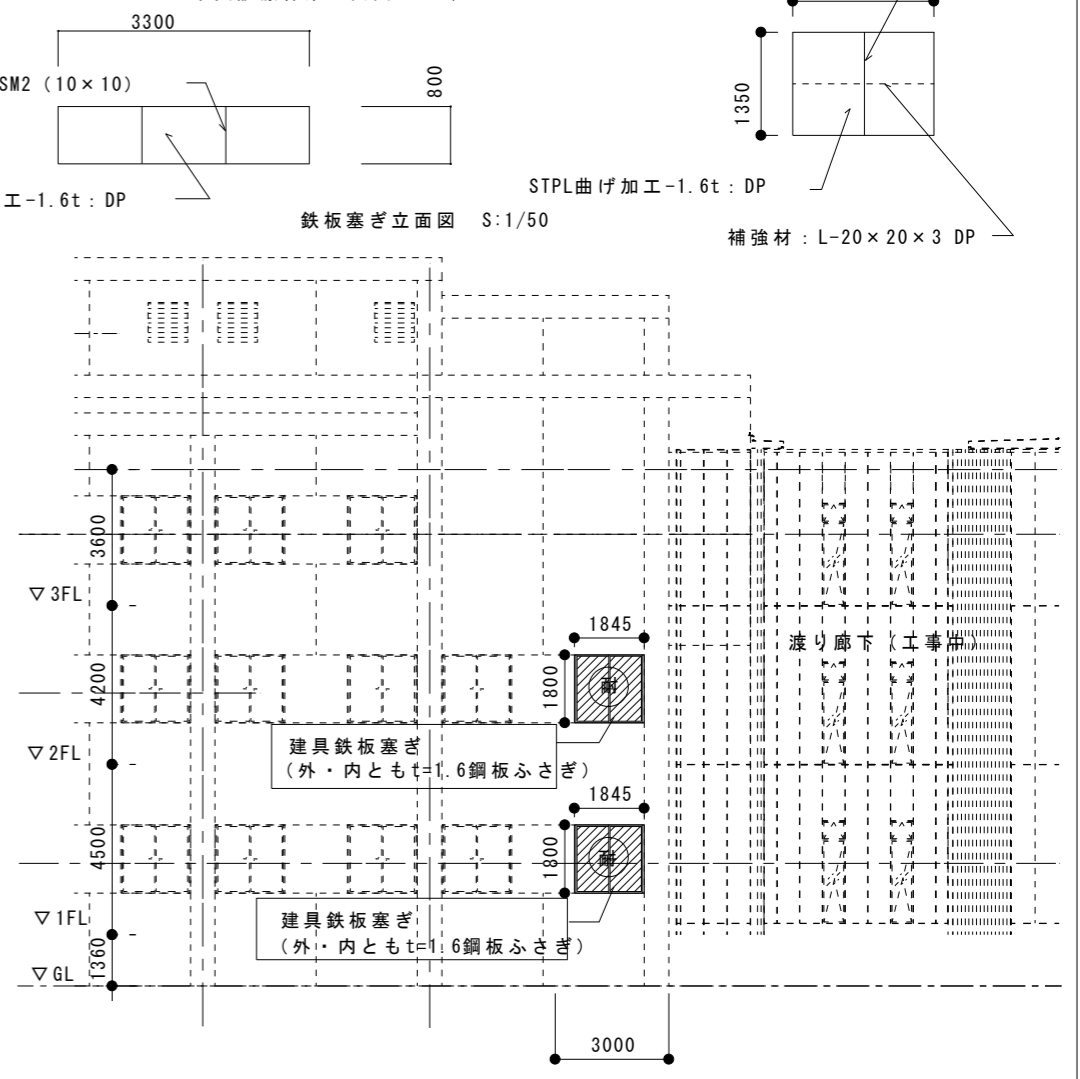 3300
SM2（10×10）
800
工-1.6t：DP
鉄板塞ぎ立面図 S:1/50
1350
STPL曲げ加工-1.6t：DP
補強材：L-20×20×3 DP
3600
▽3FL
4200
▽2FL
4500
▽1FL
1360
▽GL
1845
1800
耐
建具鉄板塞ぎ
（外・内ともt=1.6鋼板ふさぎ）
1845
1800
耐
建具鉄板塞ぎ
（外・内ともt=1.6鋼板ふさぎ）
渡り廊下（工事中）
3000